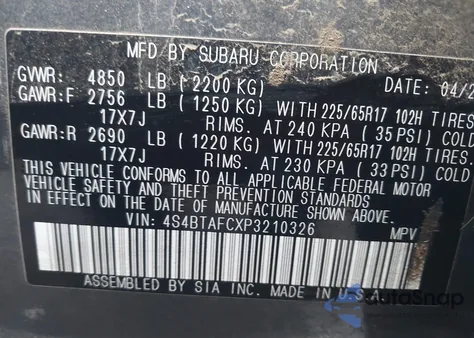 MFD BY SUBARU CORPORATION
GVWR: 4850 LB (2200 KG) DATE: 04/2
GAWR:F 2756 LB (1250 KG) WITH 225/65R17 102H TIRES
17X7J RIMS. AT 240 KPA (35 PSI) COLD
GAWR:R 2690 LB (1220 KG) WITH 225/65R17 102H TIRES
17X7J RIMS. AT 230 KPA (33 PSI) COLD
THIS VEHICLE CONFORMS TO ALL APPLICABLE FEDERAL MOTOR
VEHICLE SAFETY AND THEFT PREVENTION STANDARDS
IN EFFECT ON THE DATE OF MANUFACTURE SHOWN ABOVE.
VIN: 4S4BTAFCXP3210326 MPV
ASSEMBLED BY SIA INC. MADE IN U.S.A.
AutoSnap